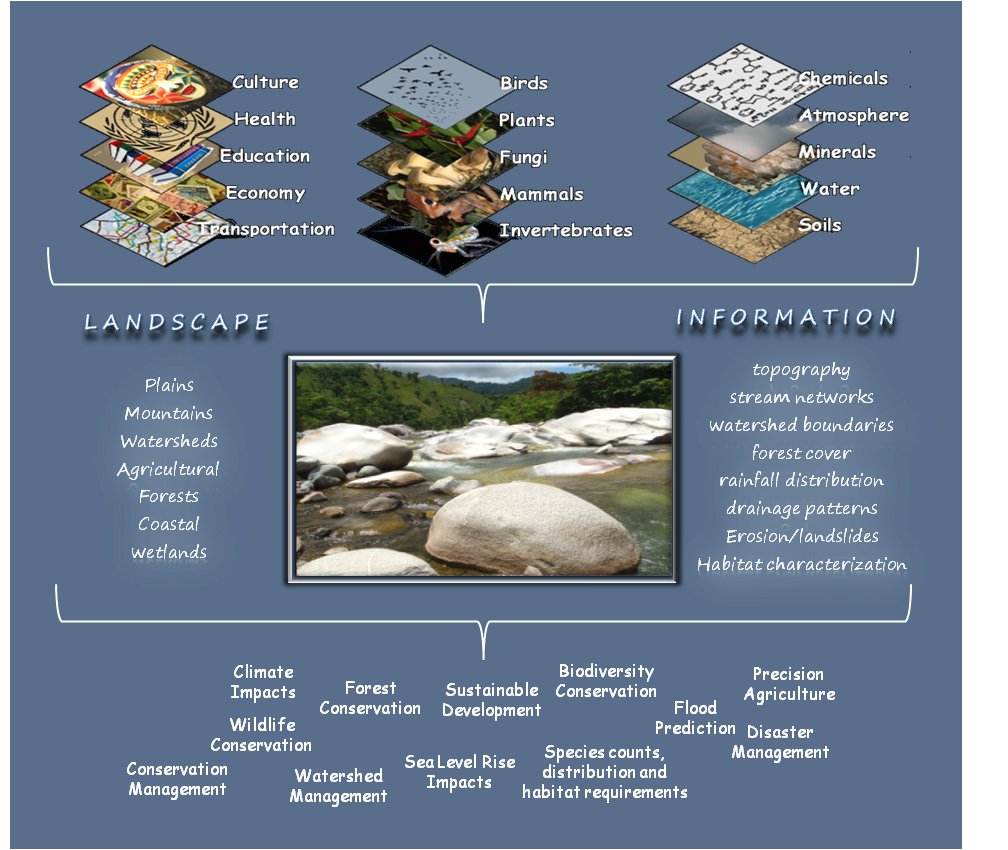 Culture
Health
Education
Economy
Transportation
Birds
Plants
Fungi
Mammals
Invertebrates
Chemicals
Atmosphere
Minerals
Water
Soils
LANDSCAPE
Plains
Mountains
Watersheds
Agricultural
Forests
Coastal
Wetlands
INFORMATION
topography
stream networks
watershed boundaries
forest cover
rainfall distribution
drainage patterns
Erosion/landslides
Habitat characterization
Climate
Impacts
Forest
Conservation
Sustainable
Development
Biodiversity
Conservation
Precision
Agriculture
Wildlife
Conservation
Flood
Prediction
Disaster
Management
Conservation
Management
Watershed
Management
Sea Level Rise
Impacts
Species counts,
distribution and
habitat requirements